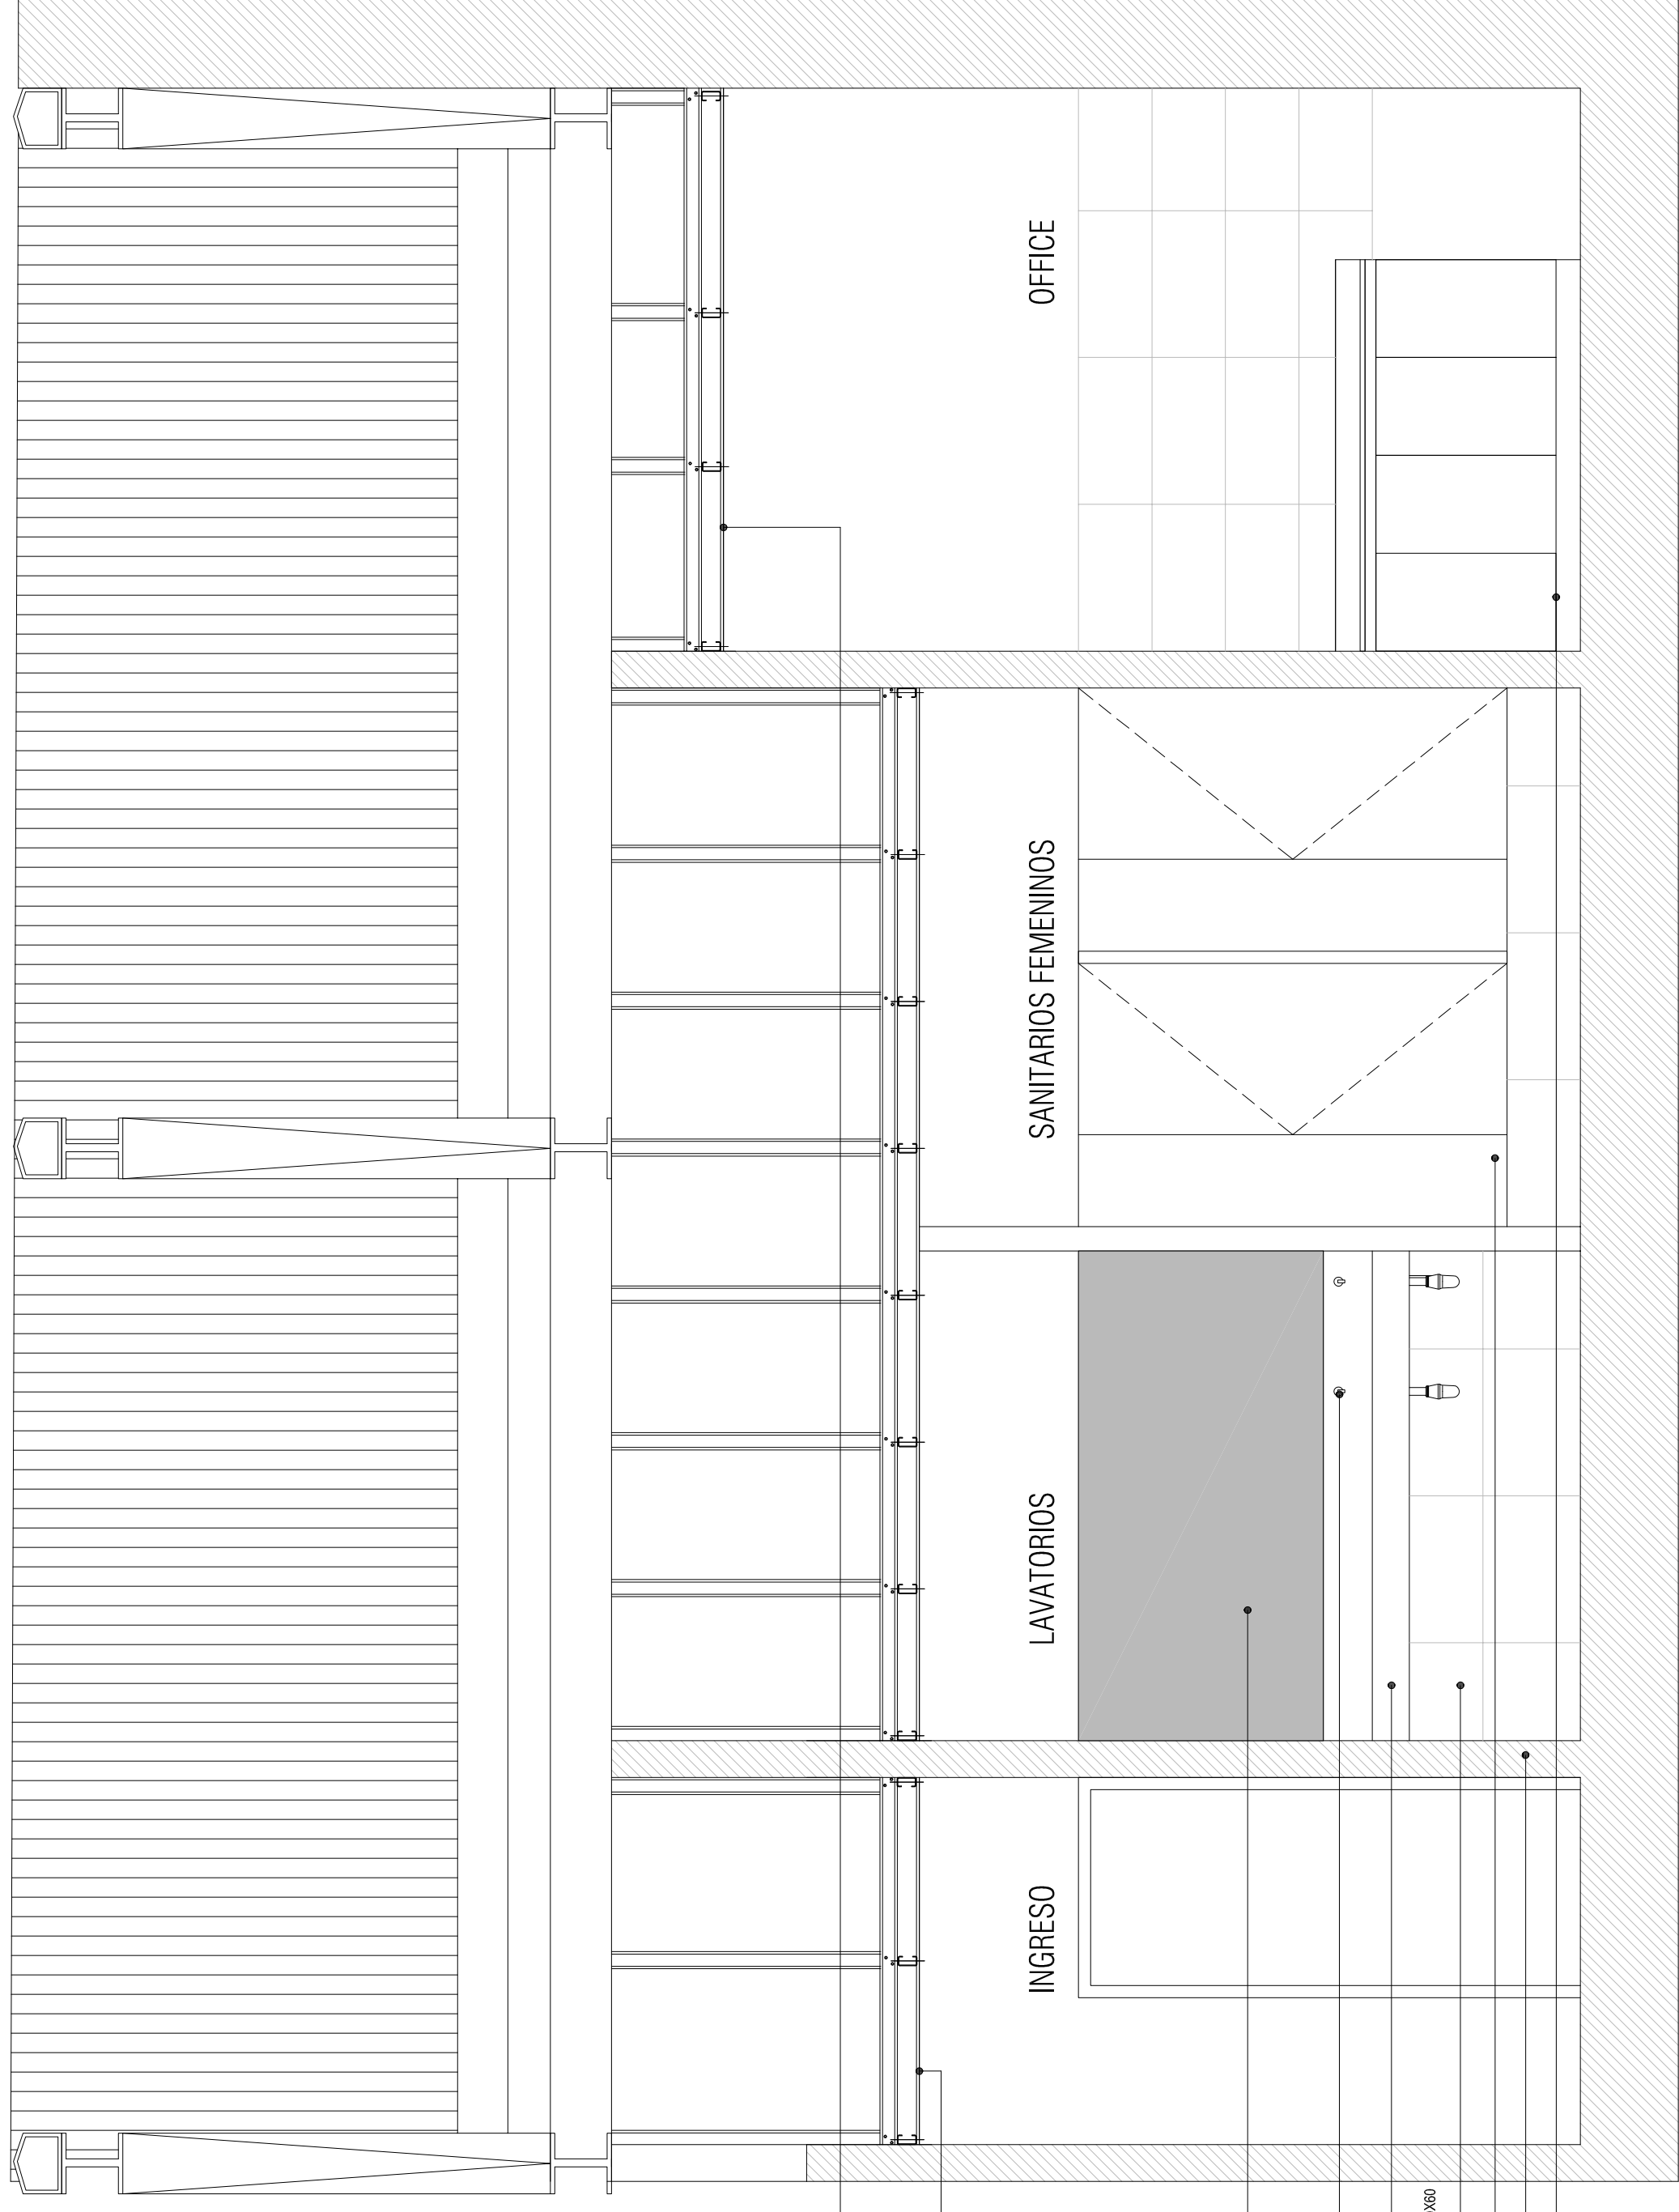 OFFICE
SANITARIOS FEMENINOS
LAVATORIOS
INGRESO
X60